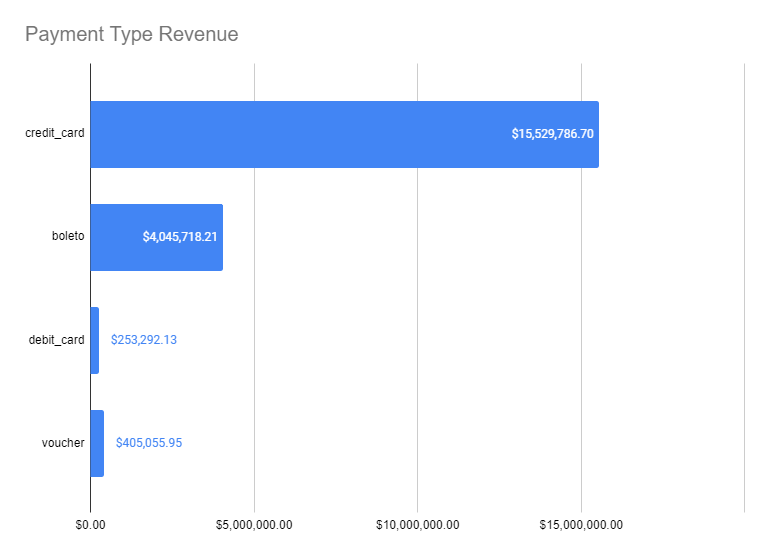 Payment Type Revenue
credit_card
$15,529,786.70
boleto
$4,045,718.21
debit_card
$253,292.13
voucher
$405,055.95
$0.00
$5,000,000.00
$10,000,000.00
$15,000,000.00